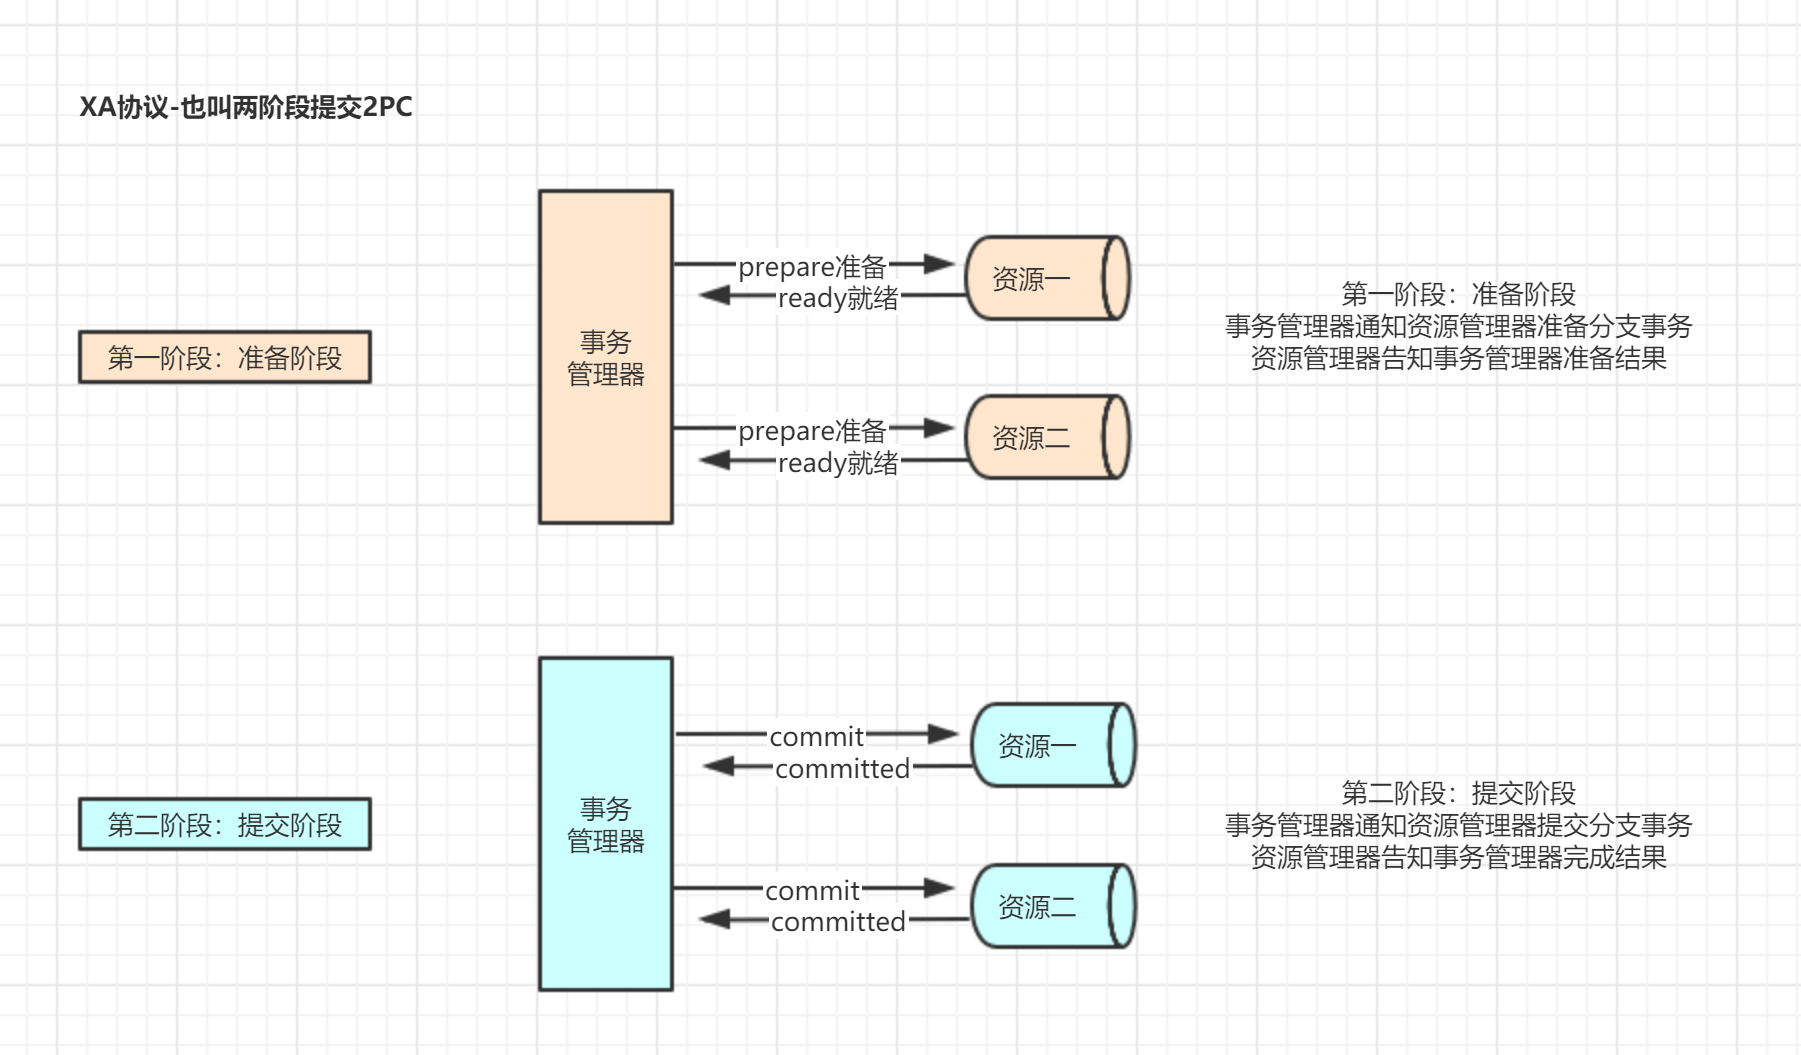 XA协议-也叫两阶段提交2PC
第一阶段：准备阶段
事务
管理器
prepare准备
ready就绪
资源一
prepare准备
ready就绪
资源二
第一阶段：准备阶段
事务管理器通知资源管理器准备分支事务
资源管理器告知事务管理器准备结果
第二阶段：提交阶段
事务
管理器
commit
committed
资源一
commit
committed
资源二
第二阶段：提交阶段
事务管理器通知资源管理器提交分支事务
资源管理器告知事务管理器完成结果